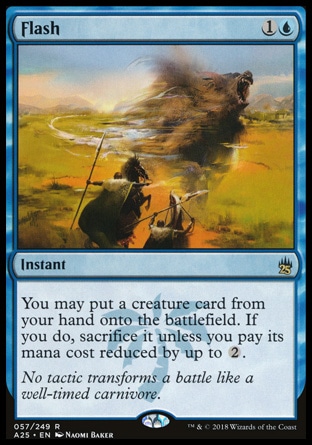 Flash 1
Instant
25
You may put a creature card from
your hand onto the battlefield. If
you do, sacrifice it unless you pay its
mana cost reduced by up to 2.
No tactic transforms a battle like a
well-timed carnivore.
057/249 R
A25 • EN Naomi Baker ™ & © 2018 Wizards of the Coast